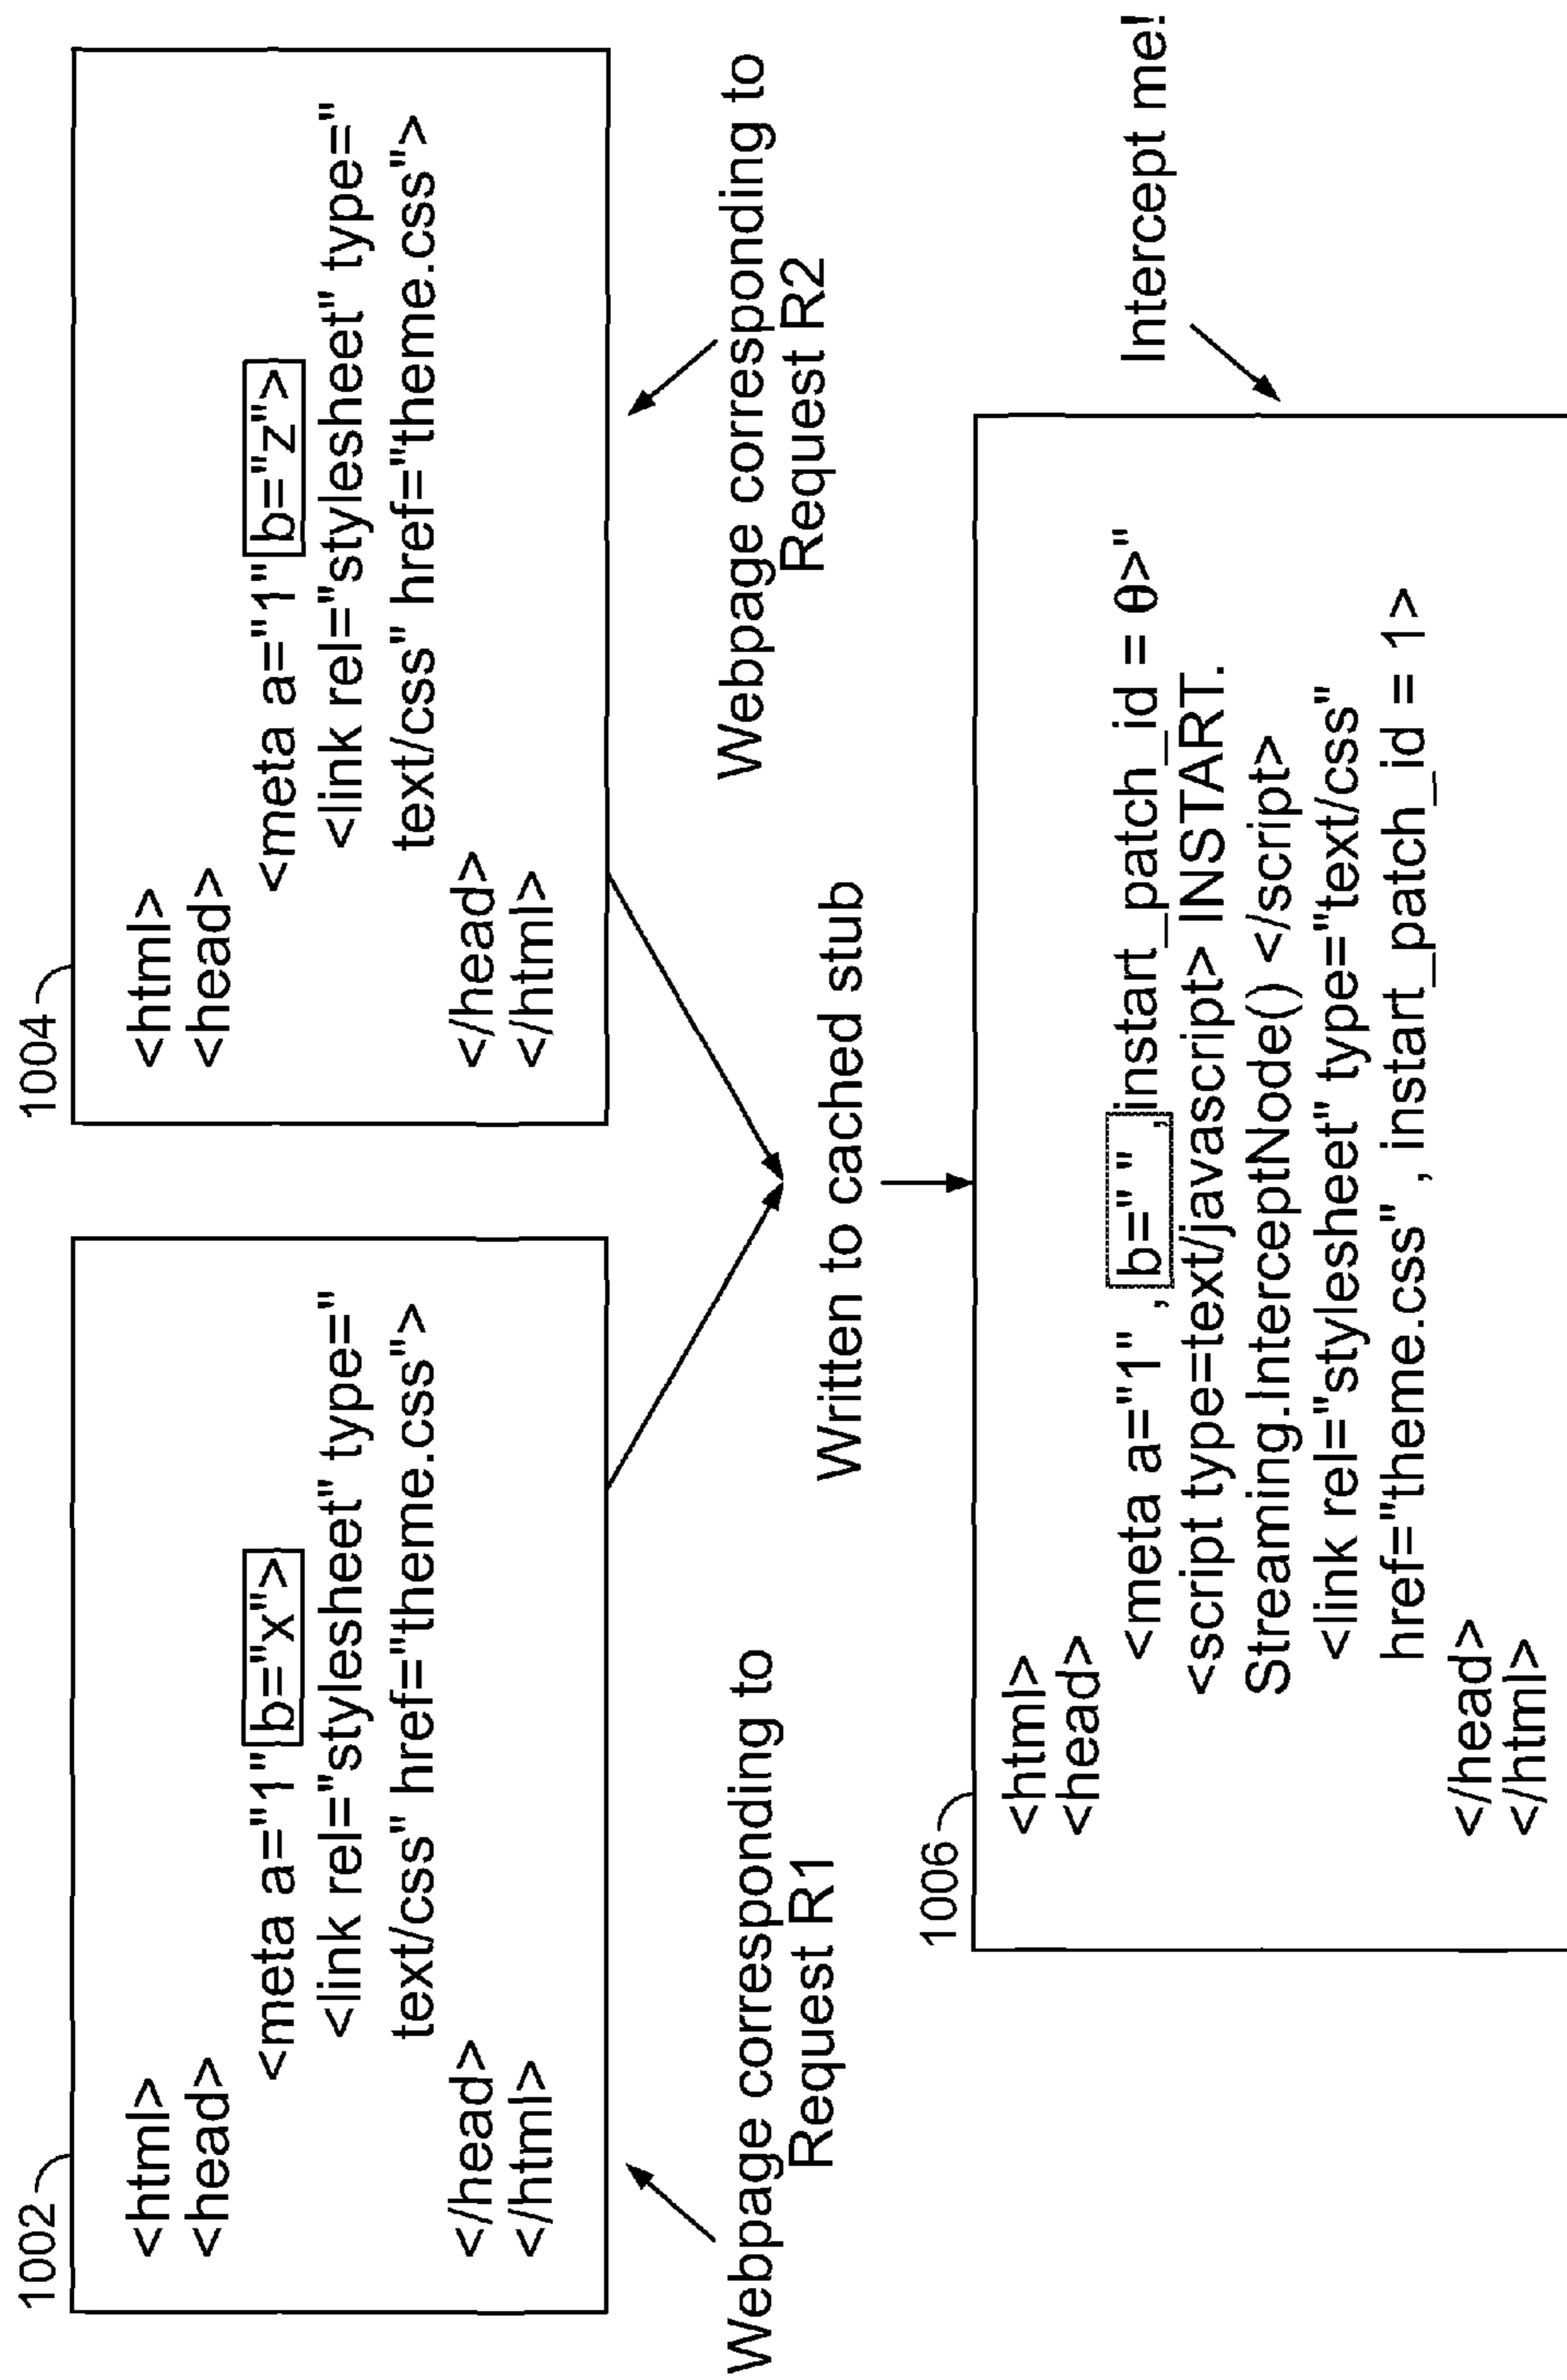 1002
<html>
<head>
<meta a="1" b="x">
<link rel="stylesheet" type="
text/css" href="theme.css">
</head>
</html>
Webpage corresponding to
Request R1
1004
<html>
<head>
<meta a="1" b="z">
<link rel="stylesheet" type="
text/css" href="theme.css">
</head>
</html>
Webpage corresponding to
Request R2
Written to cached stub
1006
<html>
<head>
<meta a="1" , b=" " ,instart_patch_id = θ>"
<script type=text/javascript> INSTART.
Streaming.InterceptNode() </script>
<link rel="stylesheet" type="text/css"
href="theme.css" , instart_patch_id = 1>
</head>
</html>
Intercept me!